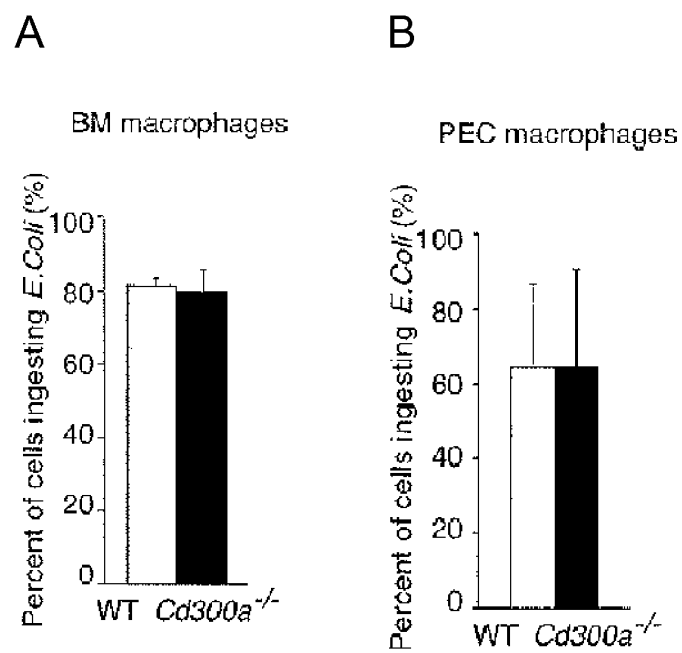 A
BM macrophages
Percent of cells ingesting E.Coli (%)
100
80
60
40
20
0
WT Cd300a-/-
B
PEC macrophages
Percent of cells ingesting E.Coli (%)
100
80
60
40
20
0
WT Cd300a-/-